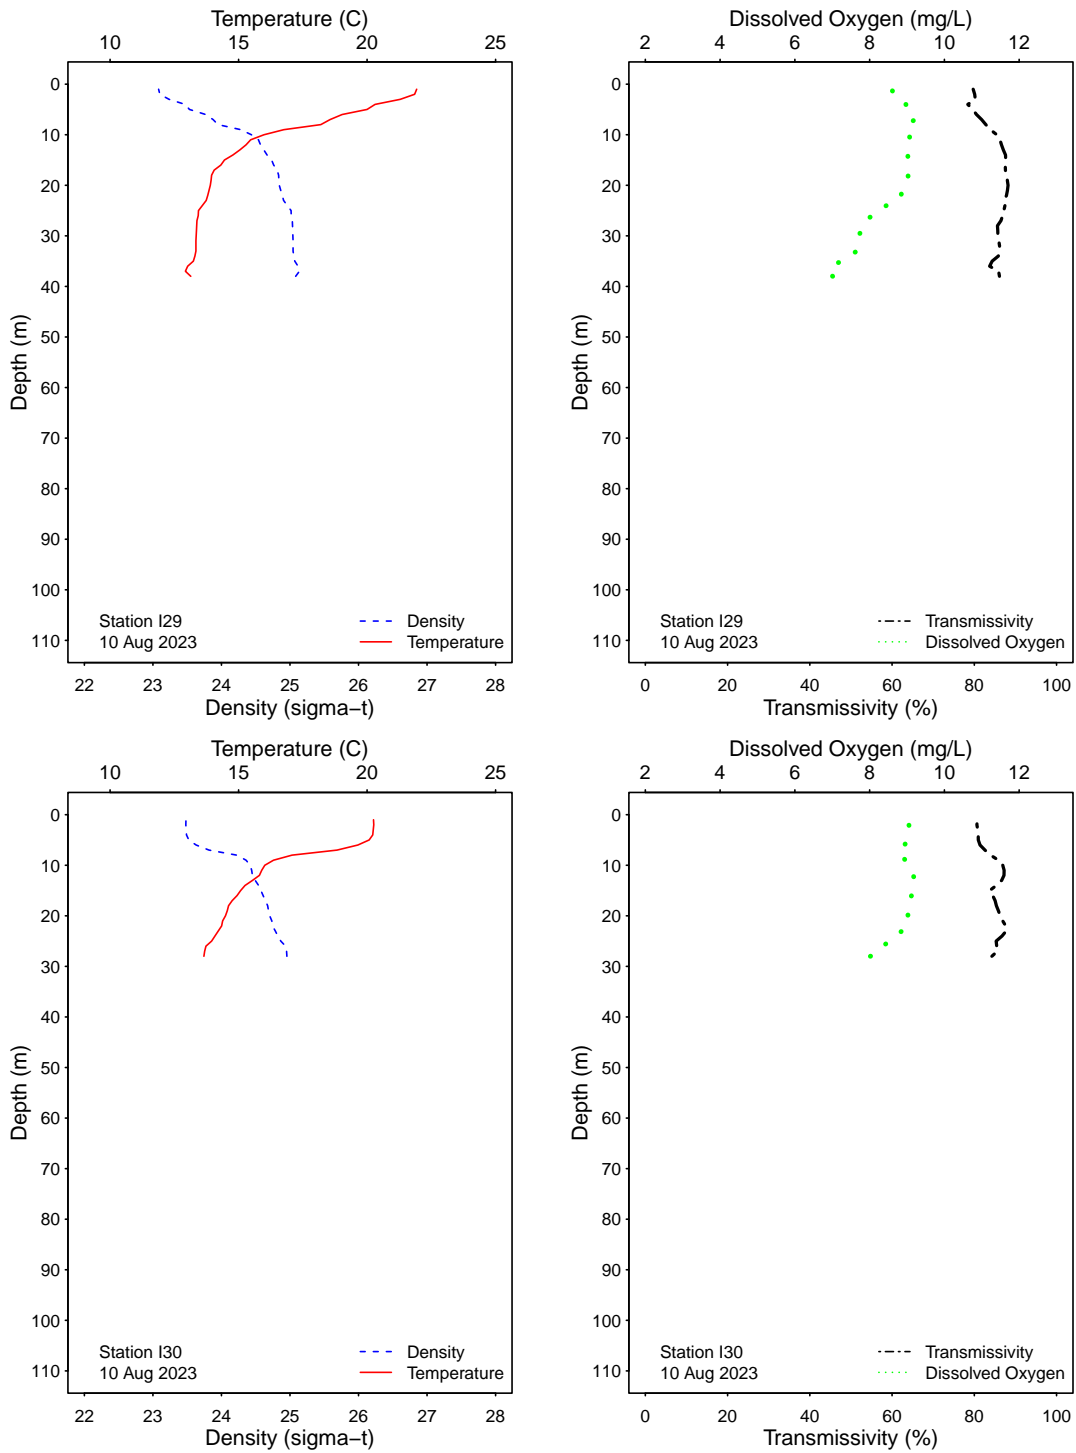 Temperature (C)
10 15 20 25
0
10
20
30
40
50
60
70
80
90
100
110
Depth (m)
Station I29
10 Aug 2023
Density
Temperature
22 23 24 25 26 27 28
Density (sigma−t)
Dissolved Oxygen (mg/L)
2 4 6 8 10 12
0
10
20
30
40
50
60
70
80
90
100
110
Depth (m)
Station I29
10 Aug 2023
Transmissivity
Dissolved Oxygen
0 20 40 60 80 100
Transmissivity (%)
Temperature (C)
10 15 20 25
0
10
20
30
40
50
60
70
80
90
100
110
Depth (m)
Station I30
10 Aug 2023
Density
Temperature
22 23 24 25 26 27 28
Density (sigma−t)
Dissolved Oxygen (mg/L)
2 4 6 8 10 12
0
10
20
30
40
50
60
70
80
90
100
110
Depth (m)
Station I30
10 Aug 2023
Transmissivity
Dissolved Oxygen
0 20 40 60 80 100
Transmissivity (%)